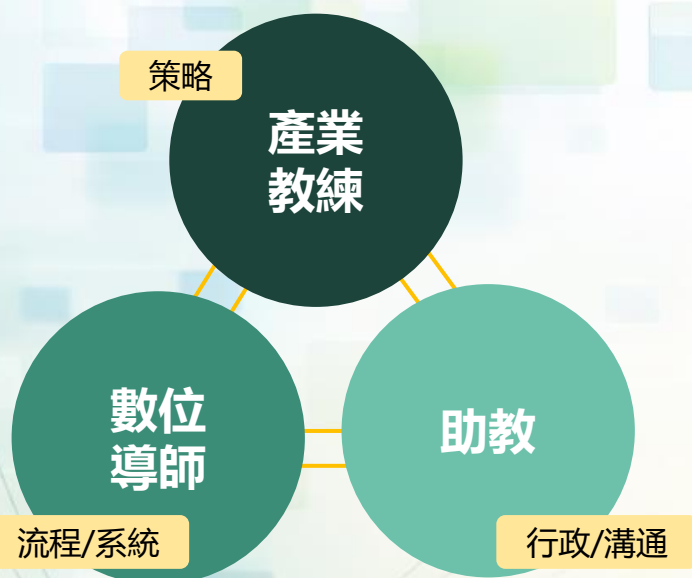 策略
產業
教練
數位
導師
助教
流程/系統
行政/溝通